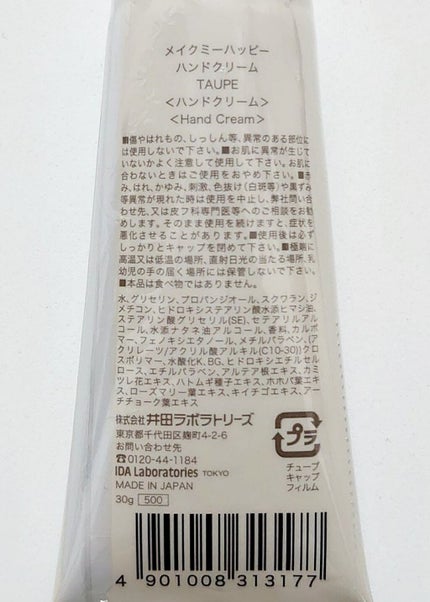 メイクミーハッピー
ハンドクリーム
TAUPE
<ハンドクリーム>
<Hand Cream>
■傷やはれもの、しっしん等、異常のある部位に
は使用しないで下さい。■お肌に異常が生じて
いないかよく注意して使用して下さい。お肌に
合わないときはご使用をおやめ下さい。■赤
み、はれ、かゆみ、刺激、色抜け(白斑等)や黒ずみ
等異常が現れた時は使用を中止し、弊社問い合
わせ先、又は皮フ科専門医等へのご相談をお勧
めします。そのまま使用を続けますと、症状を
悪化させることがあります。■使用後は必ず
しっかりとキャップを閉めて下さい。■極端に
高温又は低温の場所、直射日光の当たる場所、乳
幼児の手の届く場所には保管しないで下さい。
■本品は食べ物ではありません。
水、グリセリン、プロパンジオール、スクワラン、ジ
メチコン、ヒドロキシステアリン酸水添ヒマシ油、
ステアリン酸グリセリル(SE)、セテアリルアル
コール、水添ナタネ油アルコール、香料、カルボ
マー、フェノキシエタノール、メチルパラベン、(ア
クリレーツ/アクリル酸アルキル(C10-30))クロ
スポリマー、水酸化K、BG、ヒドロキシエチルセル
ロース、エチルパラベン、アルテア根エキス、カミ
ツレ花エキス、ハトムギ種子エキス、ホホバ葉エキ
ス、ローズマリー葉エキス、キイチゴエキス、アー
チチョーク葉エキス
株式会社 井田ラボラトリーズ
東京都千代田区麹町4-2-6
お問い合わせ先
☎0120-44-1184
IDA Laboratories TOKYO
MADE IN JAPAN
30g 500
プラ
チューブ
キャップ
フィルム
4 901008 313177